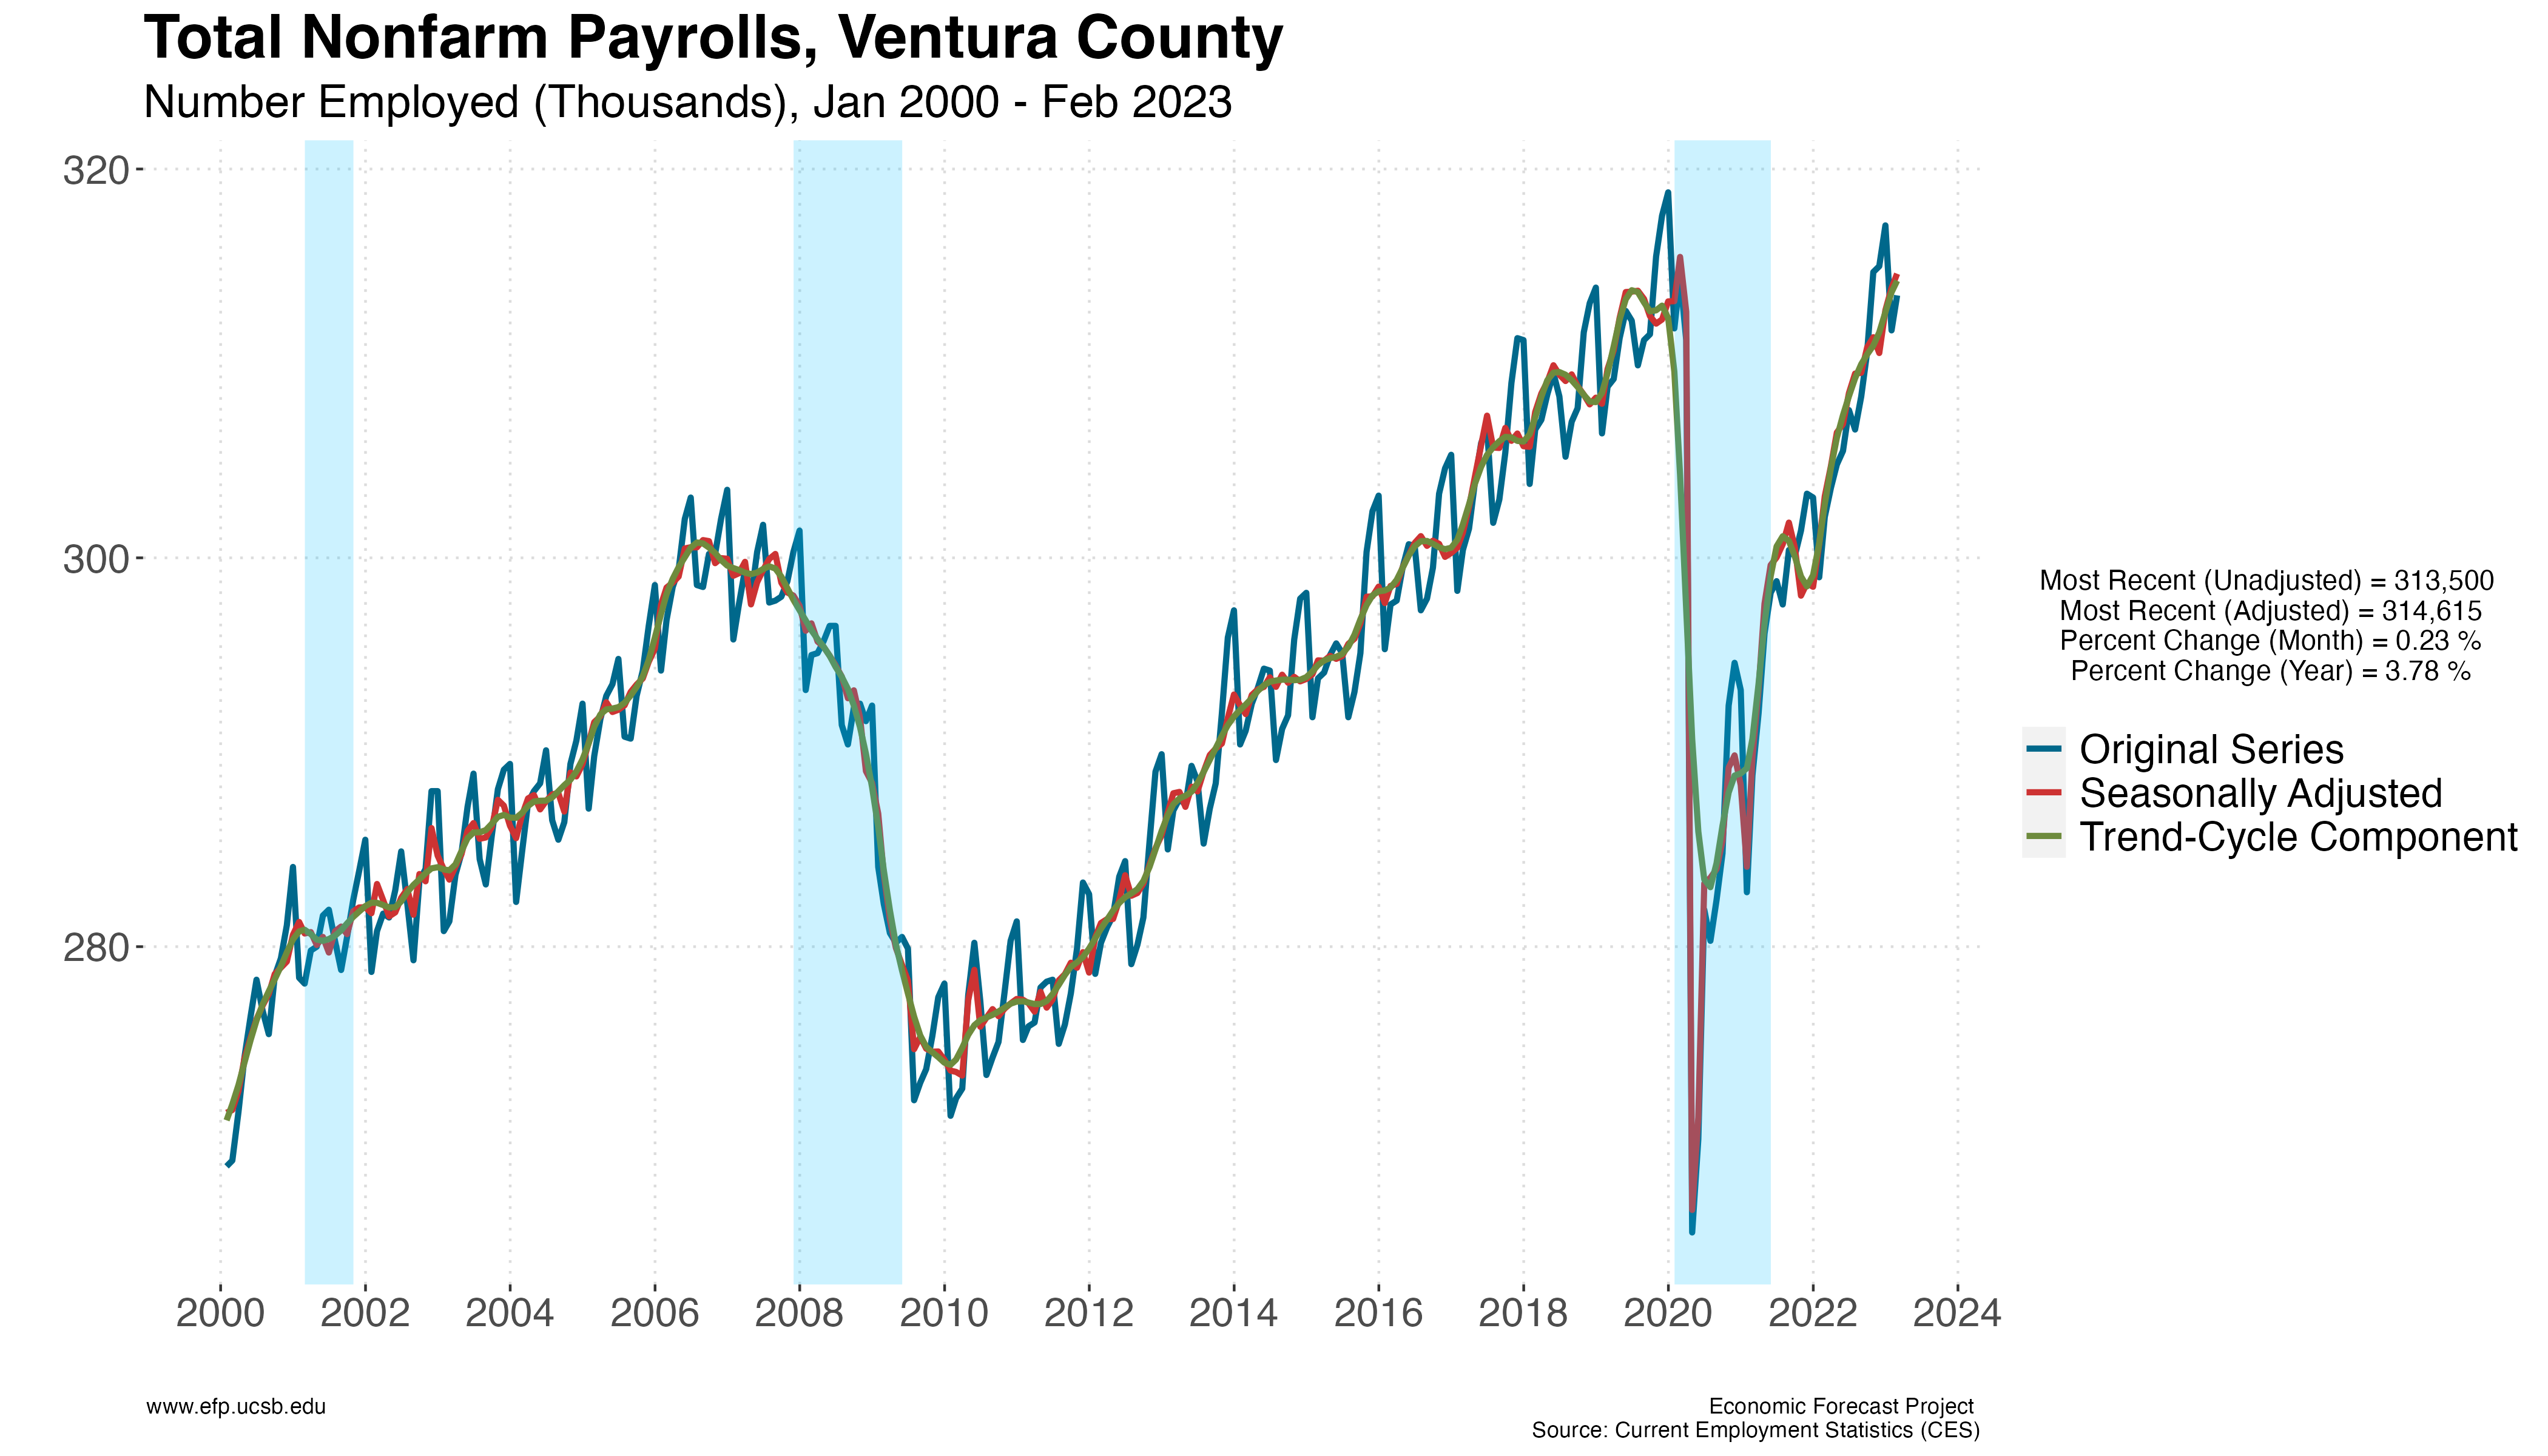 Total Nonfarm Payrolls, Ventura County
Number Employed (Thousands), Jan 2000 - Feb 2023
320
300
280
2000 2002 2004 2006 2008 2010 2012 2014 2016 2018 2020 2022 2024
Most Recent (Unadjusted) = 313,500
Most Recent (Adjusted) = 314,615
Percent Change (Month) = 0.23 %
Percent Change (Year) = 3.78 %
Original Series
Seasonally Adjusted
Trend-Cycle Component
www.efp.ucsb.edu
Economic Forecast Project
Source: Current Employment Statistics (CES)